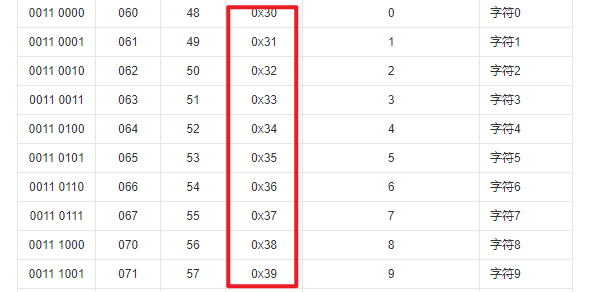 0011 0000 060 48 0x30 0 字符0
0011 0001 061 49 0x31 1 字符1
0011 0010 062 50 0x32 2 字符2
0011 0011 063 51 0x33 3 字符3
0011 0100 064 52 0x34 4 字符4
0011 0101 065 53 0x35 5 字符5
0011 0110 066 54 0x36 6 字符6
0011 0111 067 55 0x37 7 字符7
0011 1000 070 56 0x38 8 字符8
0011 1001 071 57 0x39 9 字符9